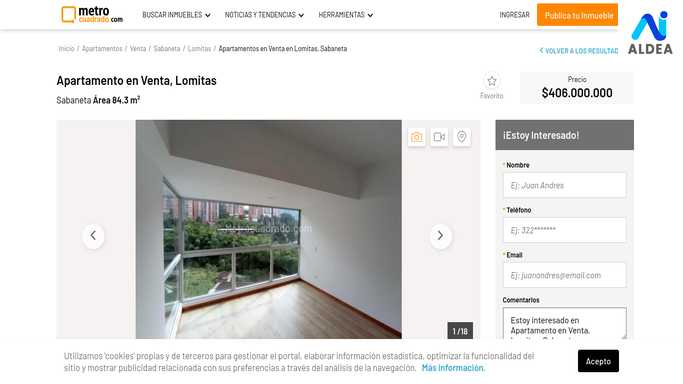 metro
cuadrado.com
BUSCAR INMUEBLES
NOTICIAS Y TENDENCIAS
HERRAMIENTAS
INGRESAR
Publica tu Inmueble
ALDEA
Inicio / Apartamentos / Venta / Sabaneta / Lomitas / Apartamentos en Venta en Lomitas, Sabaneta
VOLVER A LOS RESULTAD
Apartamento en Venta, Lomitas
Sabaneta Área 84.3 m²
Favorito
Precio
$406.000.000
metrocuadrado.com
1 /18
¡Estoy Interesado!
* Nombre
Ej: Juan Andres
* Teléfono
Ej: 322*******
* Email
Ej: juanandres@email.com
Comentarios
Estoy interesado en
Apartamento en Venta,
Utilizamos 'cookies' propias y de terceros para gestionar el portal, elaborar información estadística, optimizar la funcionalidad del
sitio y mostrar publicidad relacionada con sus preferencias a través del análisis de la navegación. Más información.
Acepto